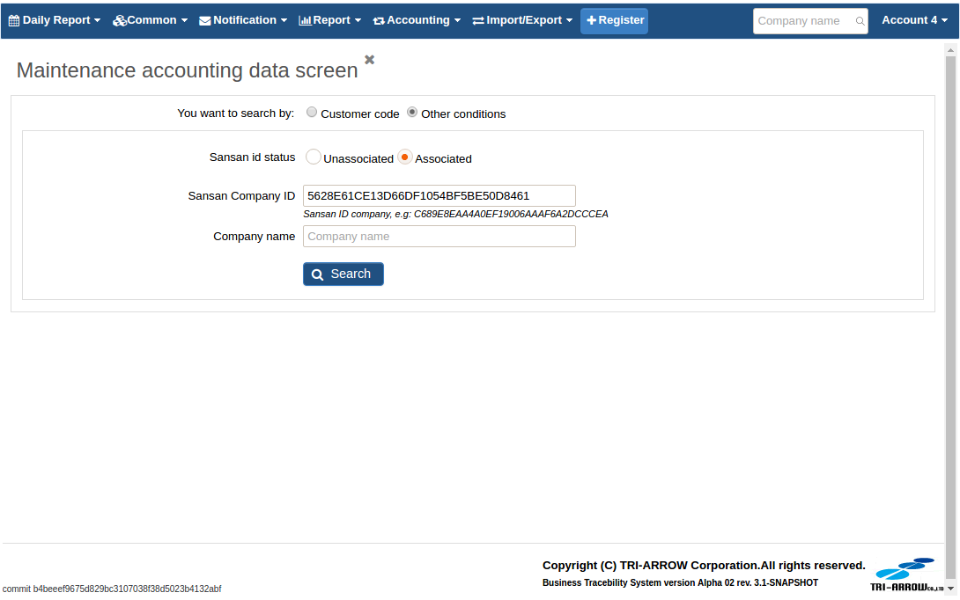 Daily Report Common Notification Report Accounting Import/Export Register Company name Account 4
Maintenance accounting data screen
You want to search by: Customer code Other conditions
Sansan id status Unassociated Associated
Sansan Company ID 5628E61CE13D66DF1054BF5BE50D8461
Sansan ID company, e.g: C689E8EAA4A0EF19006AAAF6A2DCCCEA
Company name Company name
Search
Copyright (C) TRI-ARROW Corporation.All rights reserved.
Business Tracebility System version Alpha 02 rev. 3.1-SNAPSHOT
TRI-ARROW CO.,LTD
commit b4beeef9675d829bc3107038f38d5023b4132abf